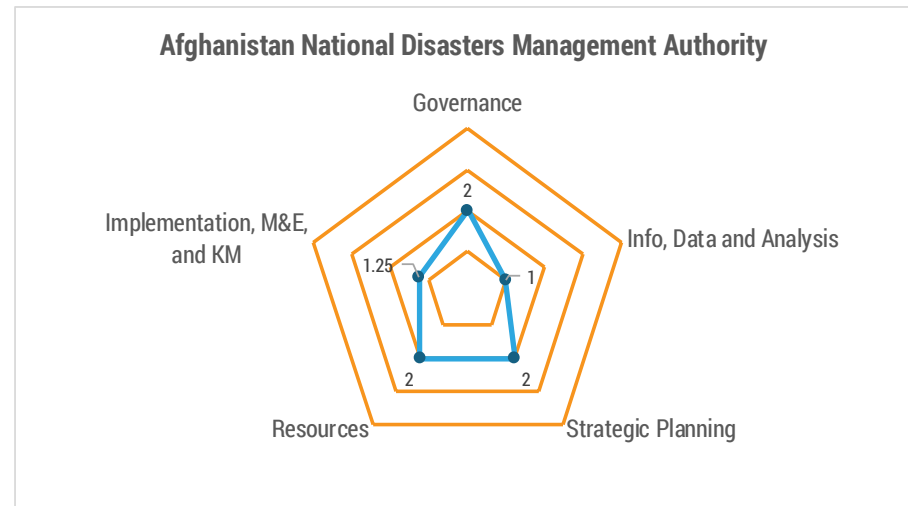 Afghanistan National Disasters Management Authority
Governance
2
Implementation, M&E,
and KM
Info, Data and Analysis
1.25
1
2
2
Resources
Strategic Planning